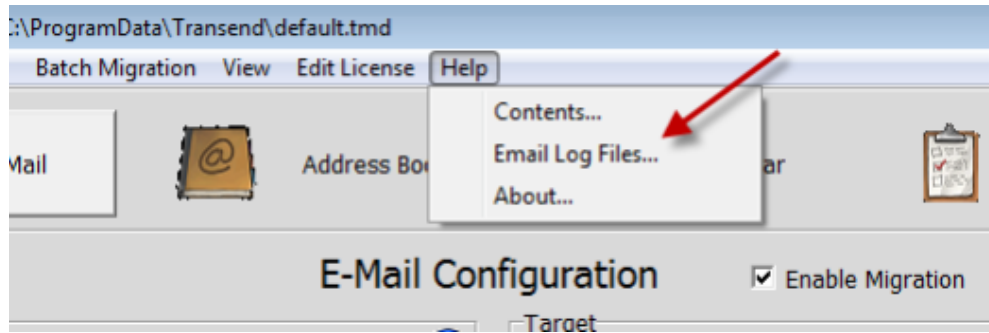 :\ProgramData\Transend\default.tmd
Batch Migration View Edit License Help
Contents...
Email Log Files...
About...
Mail
Address Bo
ar
E-Mail Configuration
Enable Migration
Target